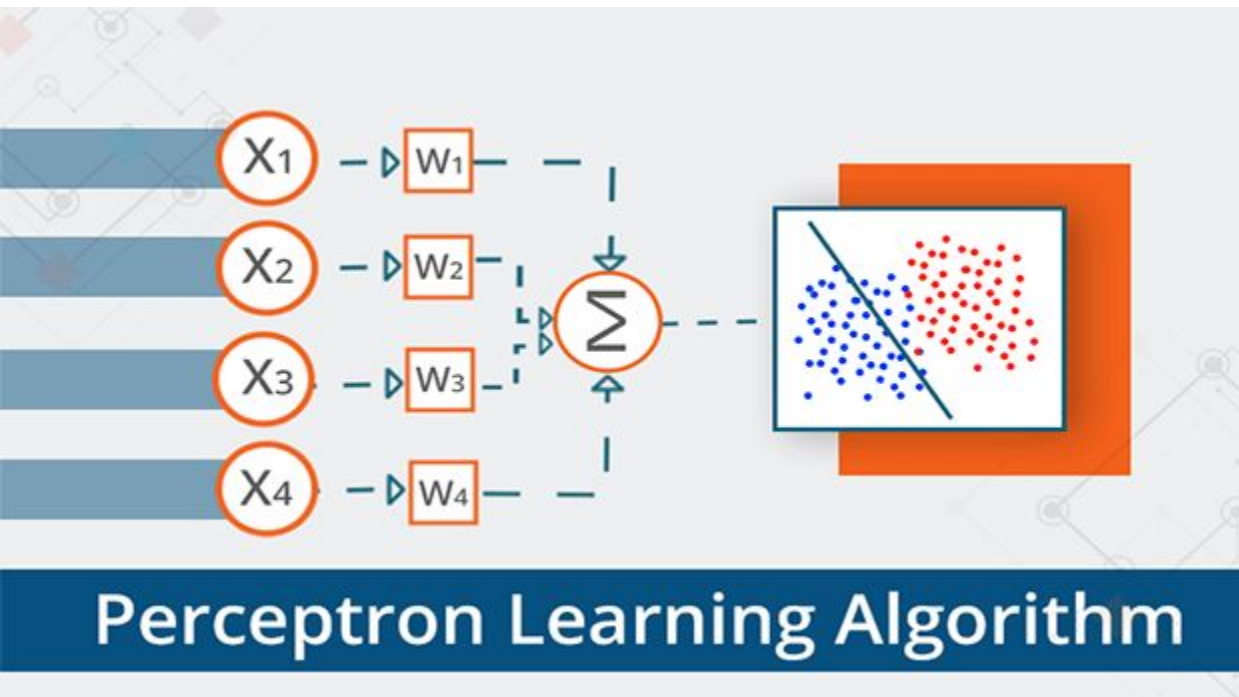 X1
W1
X2
W2
Σ
X3
W3
X4
W4
Perceptron Learning Algorithm